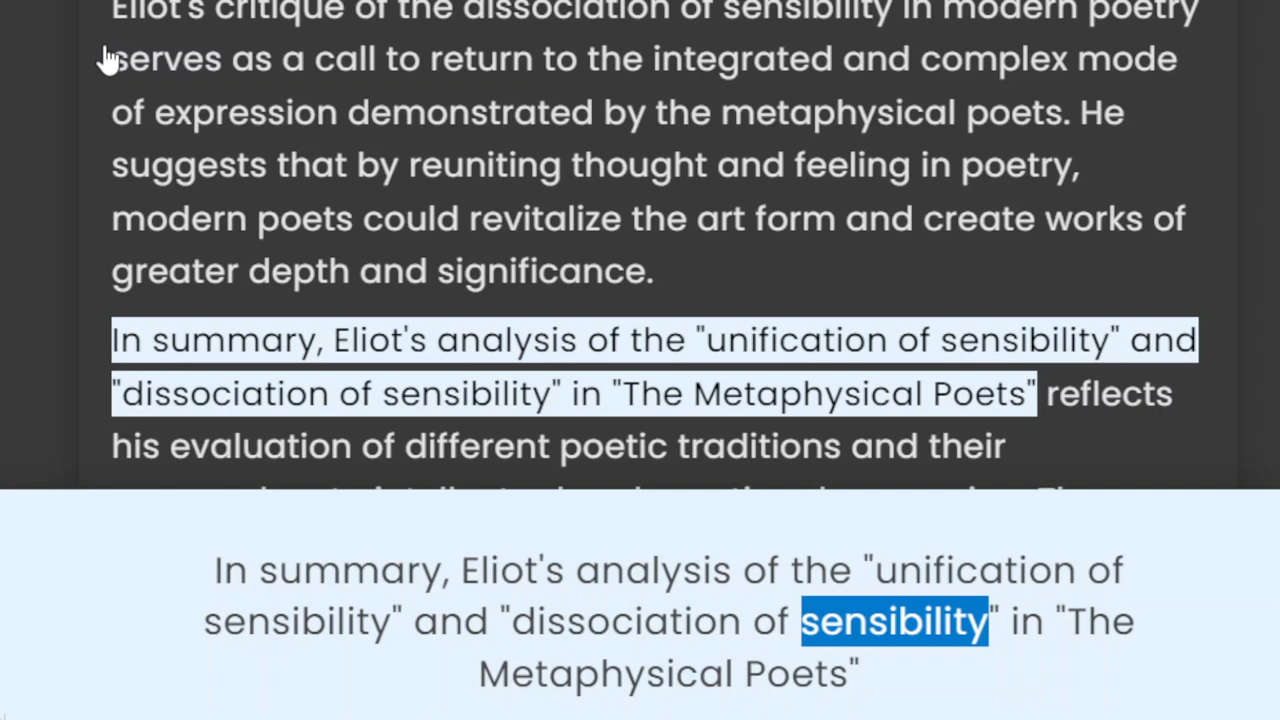 Eliot's critique of the dissociation of sensibility in modern poetry
serves as a call to return to the integrated and complex mode
of expression demonstrated by the metaphysical poets. He
suggests that by reuniting thought and feeling in poetry,
modern poets could revitalize the art form and create works of
greater depth and significance.
In summary, Eliot's analysis of the "unification of sensibility" and
"dissociation of sensibility" in "The Metaphysical Poets" reflects
his evaluation of different poetic traditions and their
In summary, Eliot's analysis of the "unification of
sensibility" and "dissociation of sensibility" in "The
Metaphysical Poets"